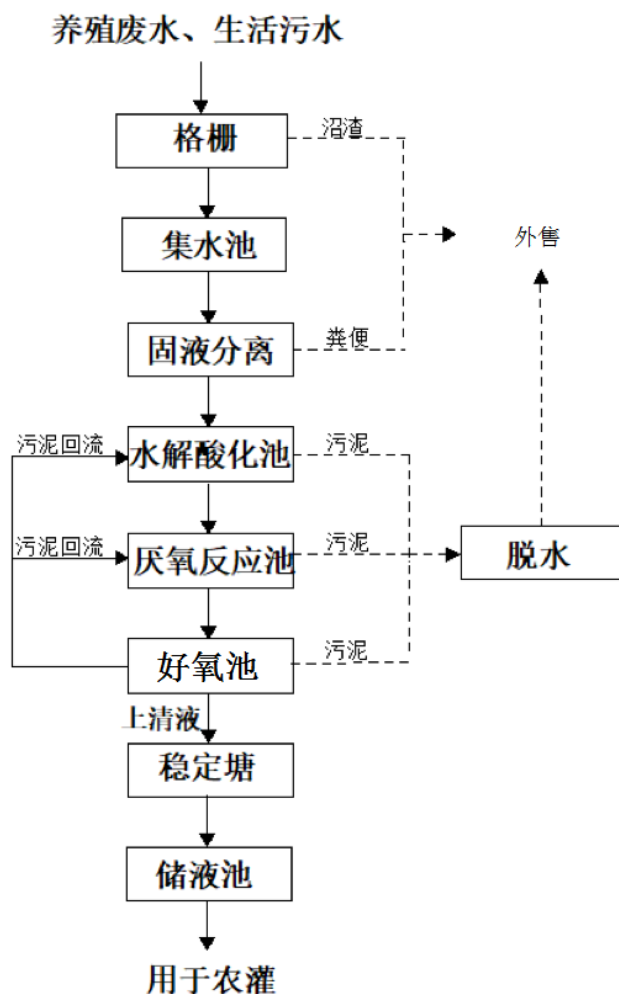 养殖废水、生活污水
格栅
沼渣
集水池
外售
固液分离
粪便
污泥回流
水解酸化池
污泥
污泥回流
厌氧反应池
污泥
脱水
好氧池
污泥
上清液
稳定塘
储液池
用于农灌